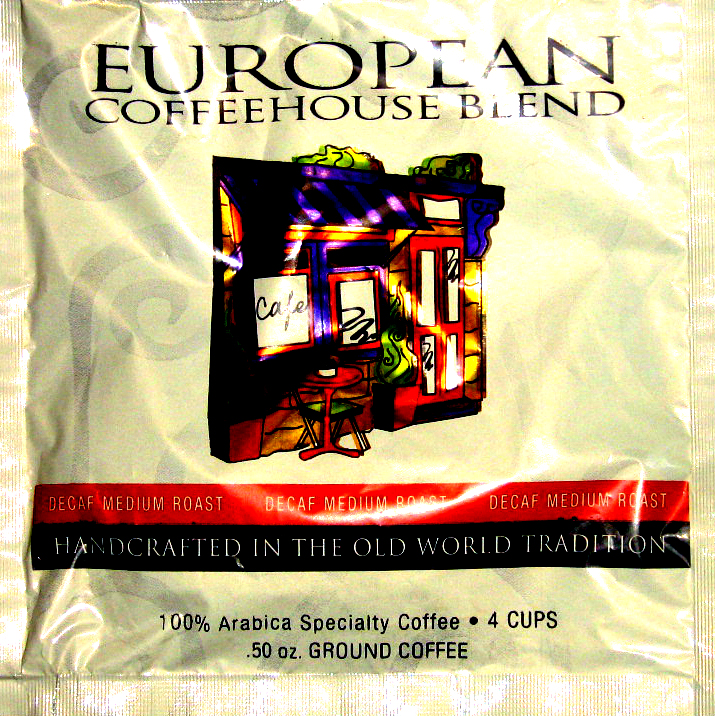 EUROPEAN
COFFEEHOUSE BLEND
Cafe
DECAF MEDIUM ROAST DECAF MEDIUM ROAST DECAF MEDIUM ROAST
HANDCRAFTED IN THE OLD WORLD TRADITION
100% Arabica Specialty Coffee • 4 CUPS
.50 oz. GROUND COFFEE